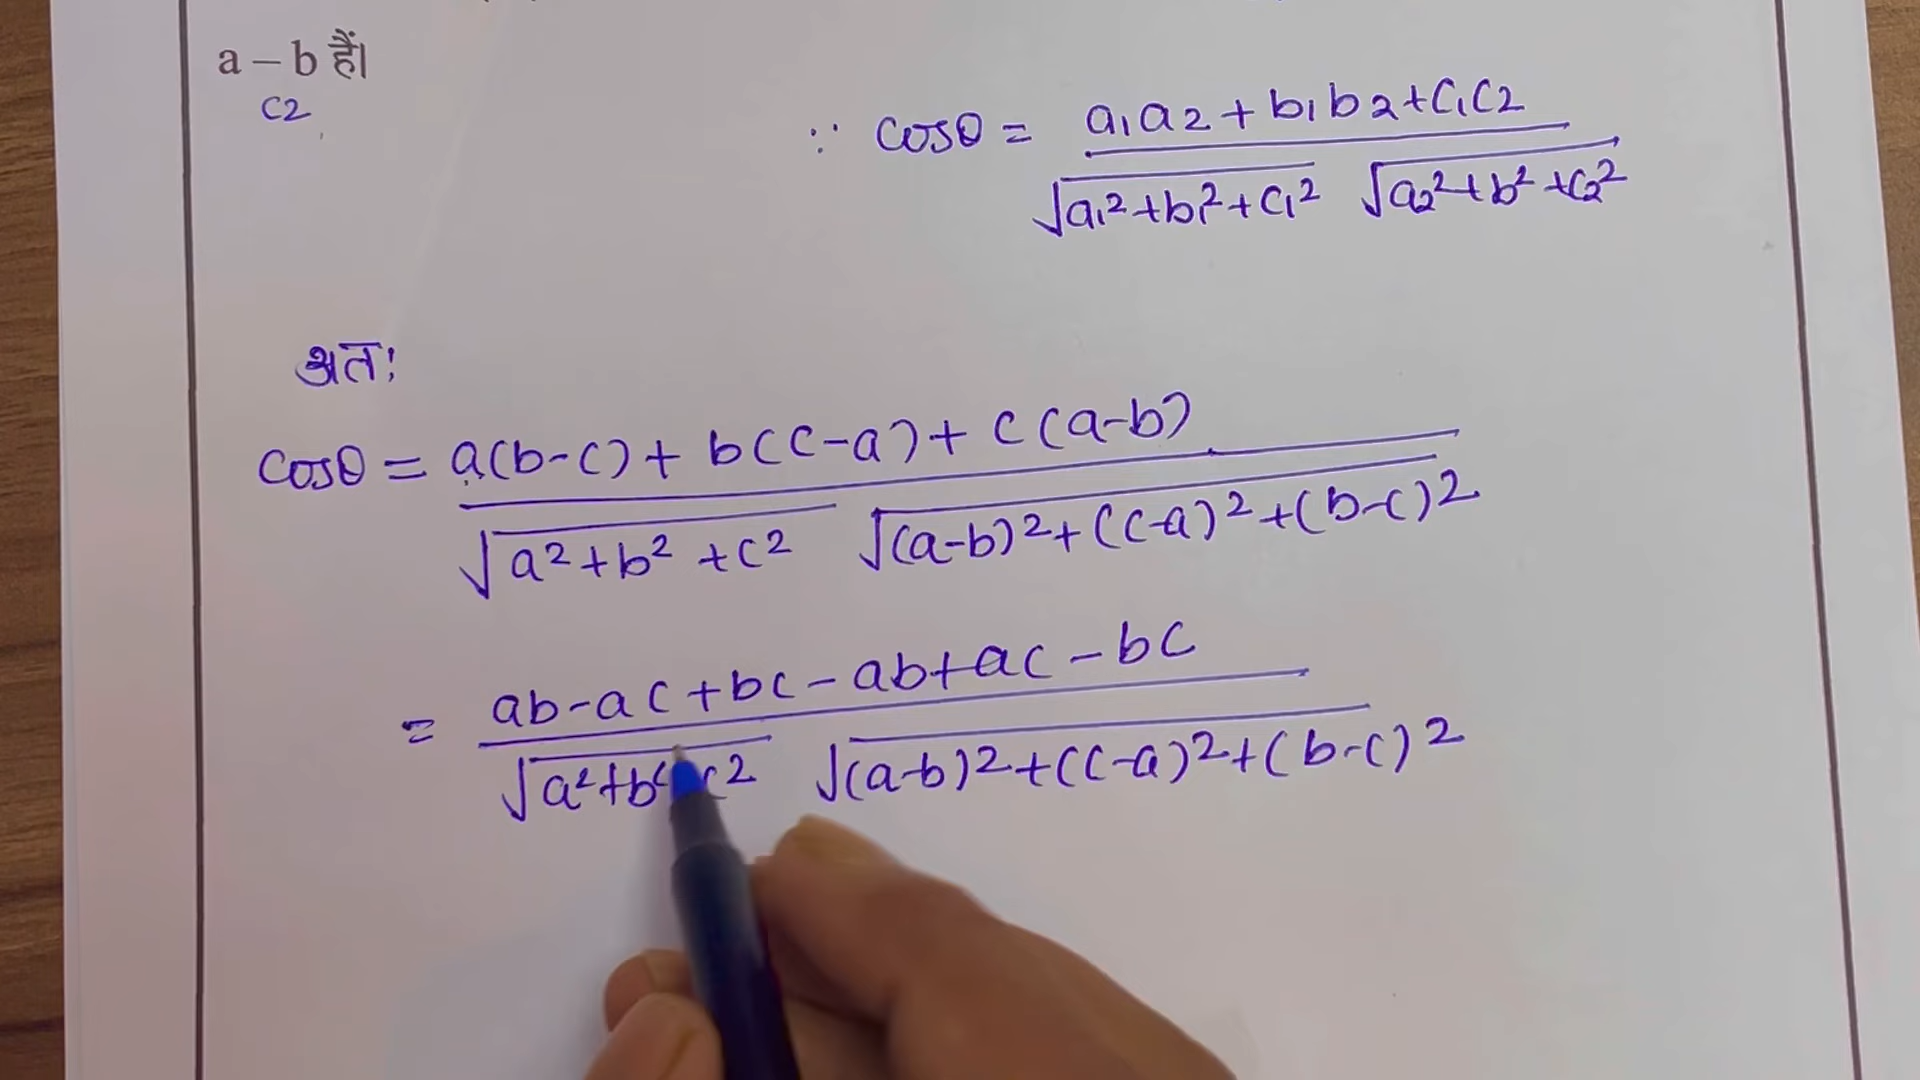 a – b हैं।
c2
∵ cosθ = a₁a₂ + b₁b₂ + c₁c₂
√a₁²+b₁²+c₁² √a₂²+b²+c₂²
अतः
cosθ = a(b-c) + b(c-a) + c(a-b)
√a²+b²+c² √(a-b)²+(c-a)²+(b-c)²
= ab-ac+bc-ab+ac-bc
√a²+b² c² √(a-b)²+(c-a)²+(b-c)²